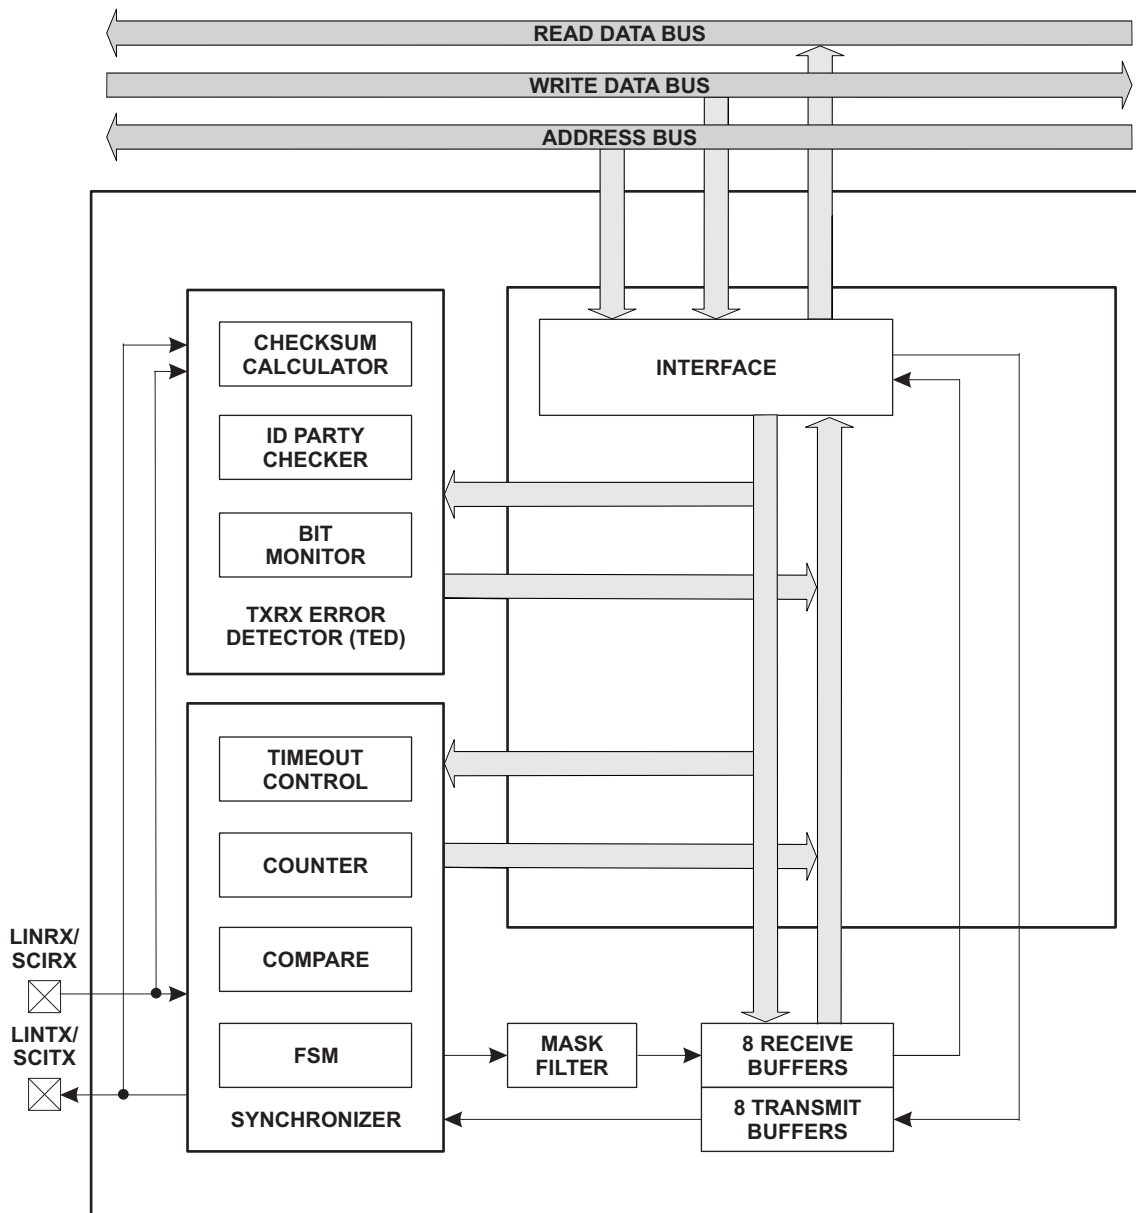 READ DATA BUS
WRITE DATA BUS
ADDRESS BUS
CHECKSUM
CALCULATOR
INTERFACE
ID PARTY
CHECKER
BIT
MONITOR
TXRX ERROR
DETECTOR (TED)
TIMEOUT
CONTROL
COUNTER
COMPARE
FSM
SYNCHRONIZER
LINRX/
SCIRX
LINTX/
SCITX
MASK
FILTER
8 RECEIVE
BUFFERS
8 TRANSMIT
BUFFERS